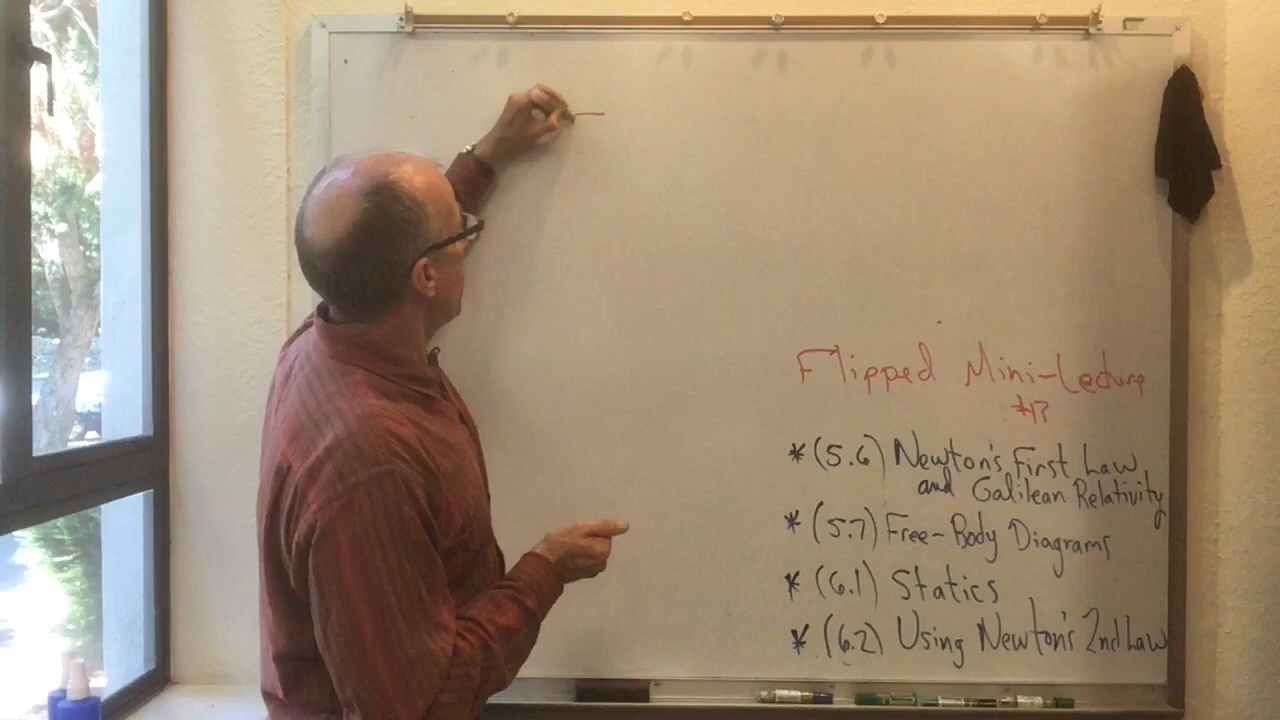 Flipped Mini-Lecture
#13
* (5.6) Newton's First Law
and Galilean Relativity
* (5.7) Free-Body Diagrams
* (6.1) Statics
* (6.2) Using Newton's 2nd Law